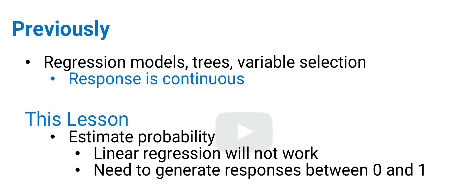 Previously
• Regression models, trees, variable selection
• Response is continuous
This Lesson
• Estimate probability
• Linear regression will not work
• Need to generate responses between 0 and 1